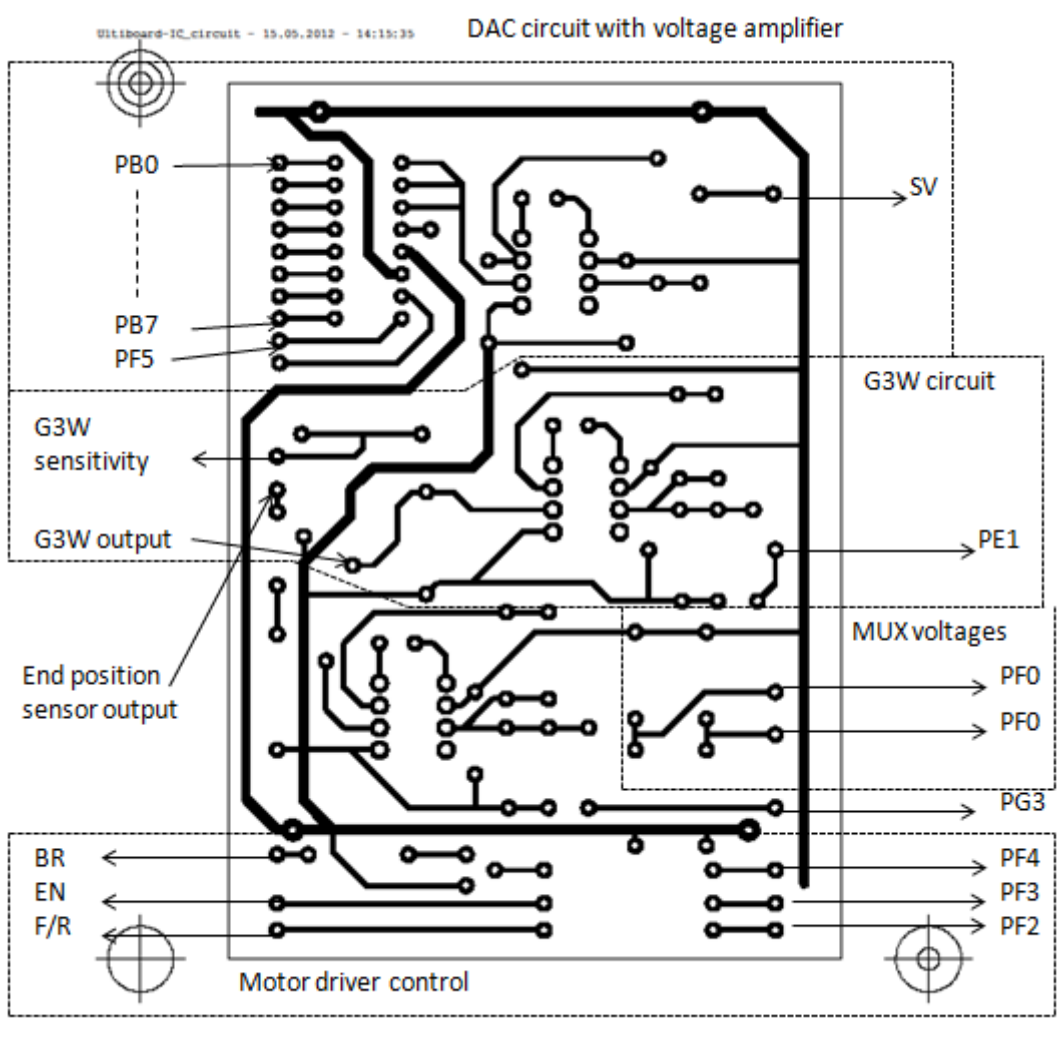 Ultiboard-IC_circuit - 15.05.2012 - 14:15:35
DAC circuit with voltage amplifier
PB0
SV
PB7
PF5
G3W circuit
G3W
sensitivity
G3W output
PE1
MUX voltages
End position
sensor output
PF0
PF0
PG3
BR
PF4
EN
PF3
F/R
PF2
Motor driver control